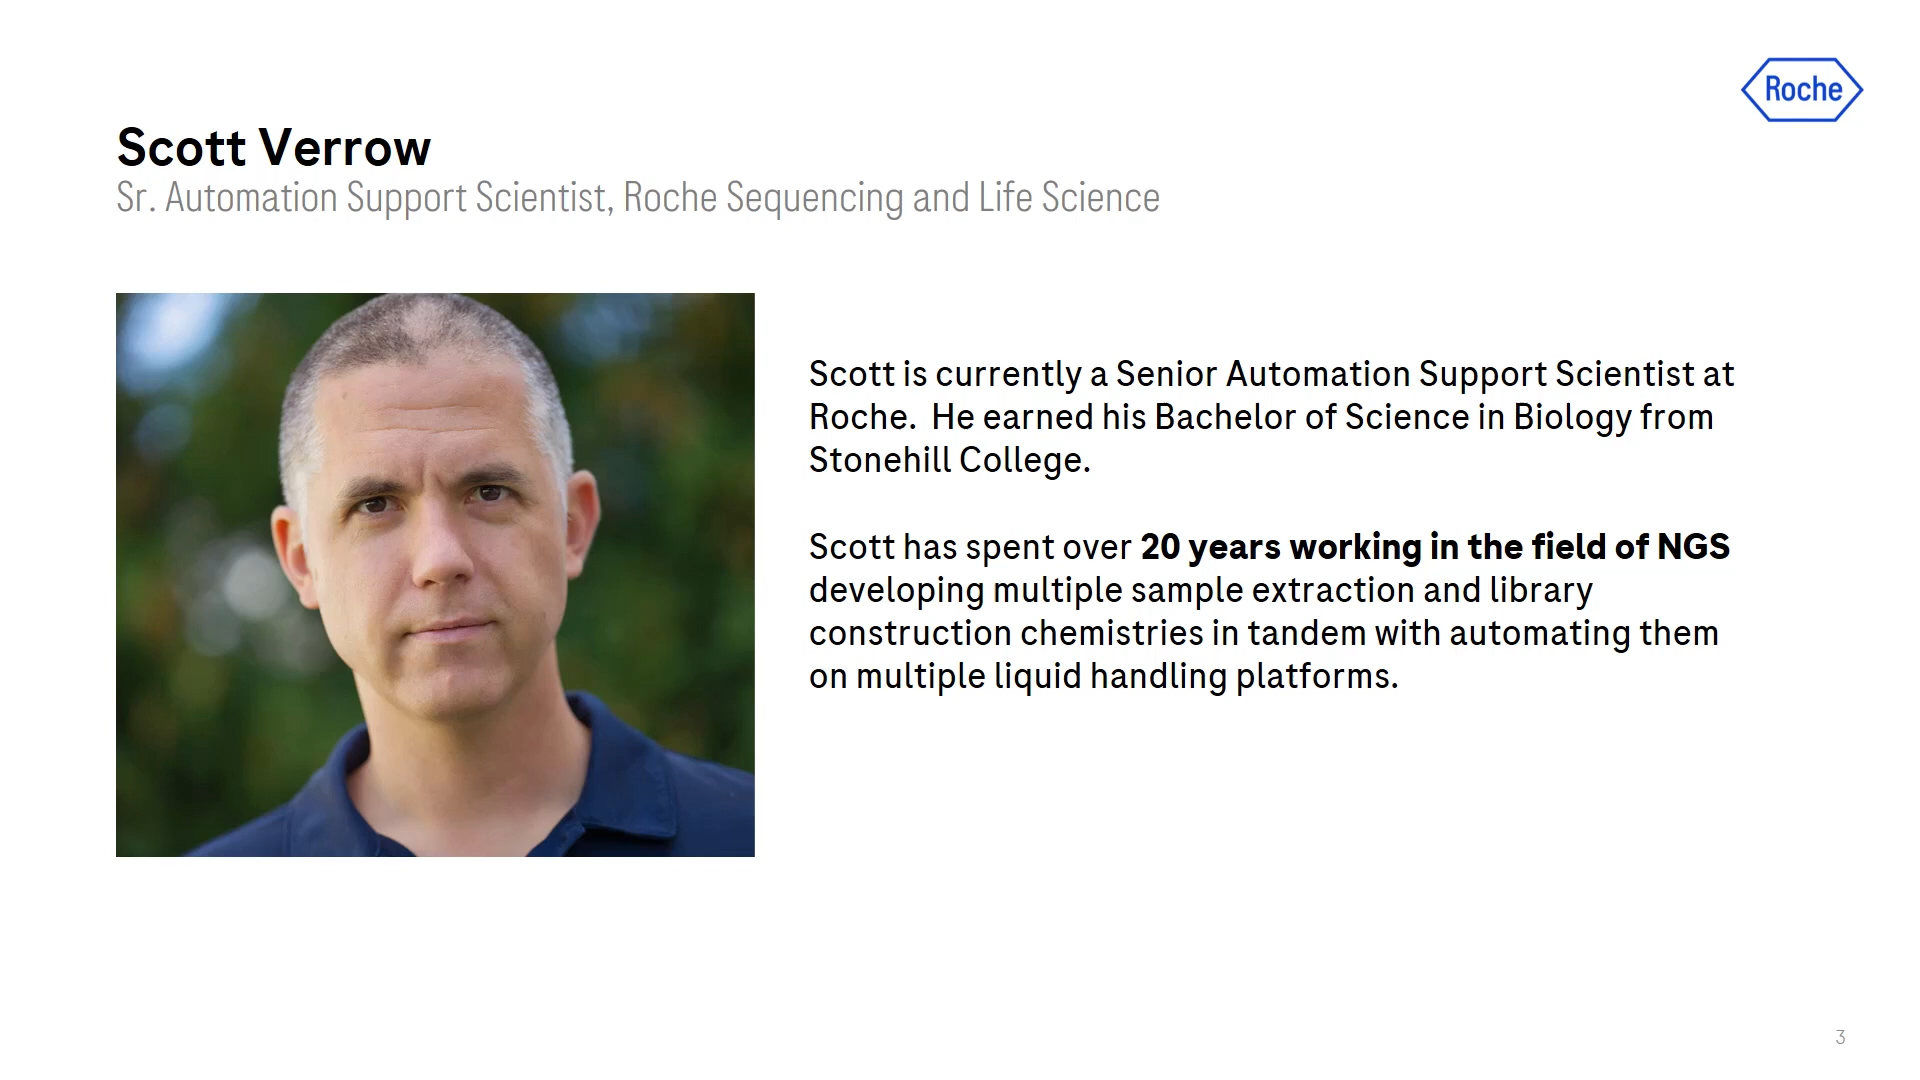 Roche
Scott Verrow
Sr. Automation Support Scientist, Roche Sequencing and Life Science
Scott is currently a Senior Automation Support Scientist at
Roche.  He earned his Bachelor of Science in Biology from
Stonehill College.
Scott has spent over 20 years working in the field of NGS
developing multiple sample extraction and library
construction chemistries in tandem with automating them
on multiple liquid handling platforms.
3